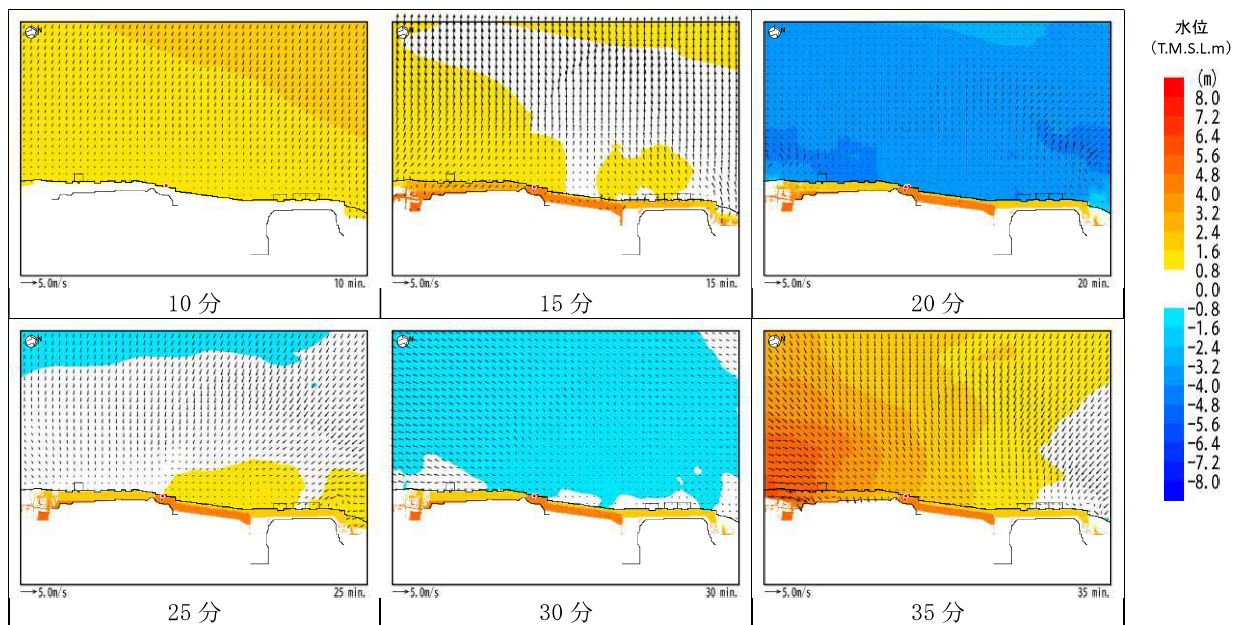 水位
(T.M.S.L.m)
(m)
8.0
7.2
6.4
5.6
4.8
4.0
3.2
2.4
1.6
0.8
0.0
-0.8
-1.6
-2.4
-3.2
-4.0
-4.8
-5.6
-6.4
-7.2
-8.0
N
5.0m/s
10 min.
10分
N
5.0m/s
15 min.
15分
N
5.0m/s
20 min.
20分
N
5.0m/s
25 min.
25分
N
5.0m/s
30 min.
30分
N
5.0m/s
35 min.
35分